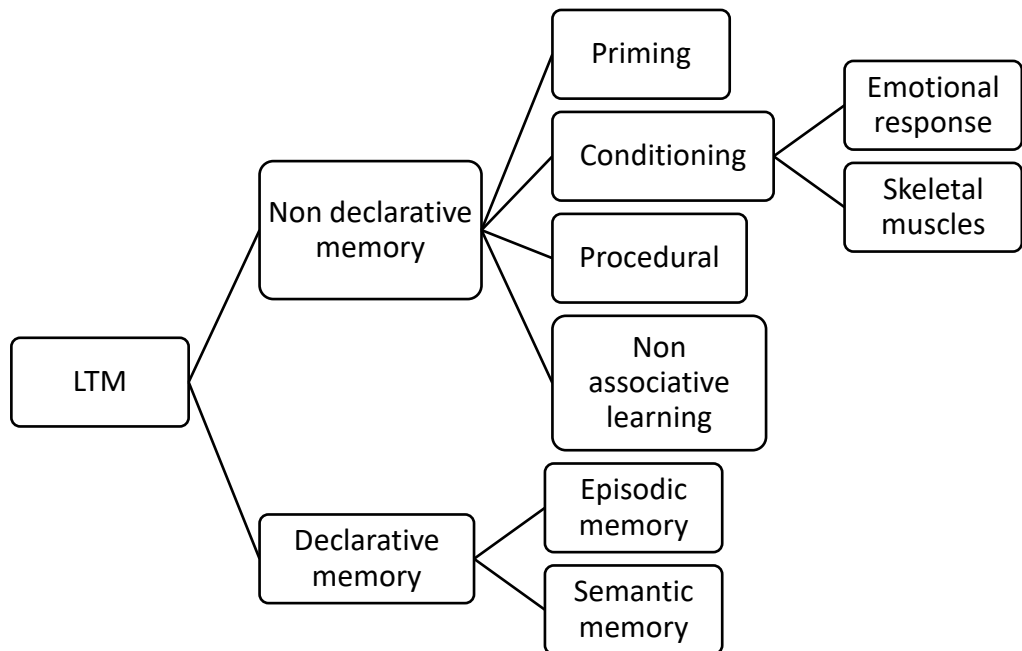 Priming
Emotional
response
Conditioning
Skeletal
muscles
Non declarative
memory
Procedural
Non
associative
learning
LTM
Episodic
memory
Declarative
memory
Semantic
memory